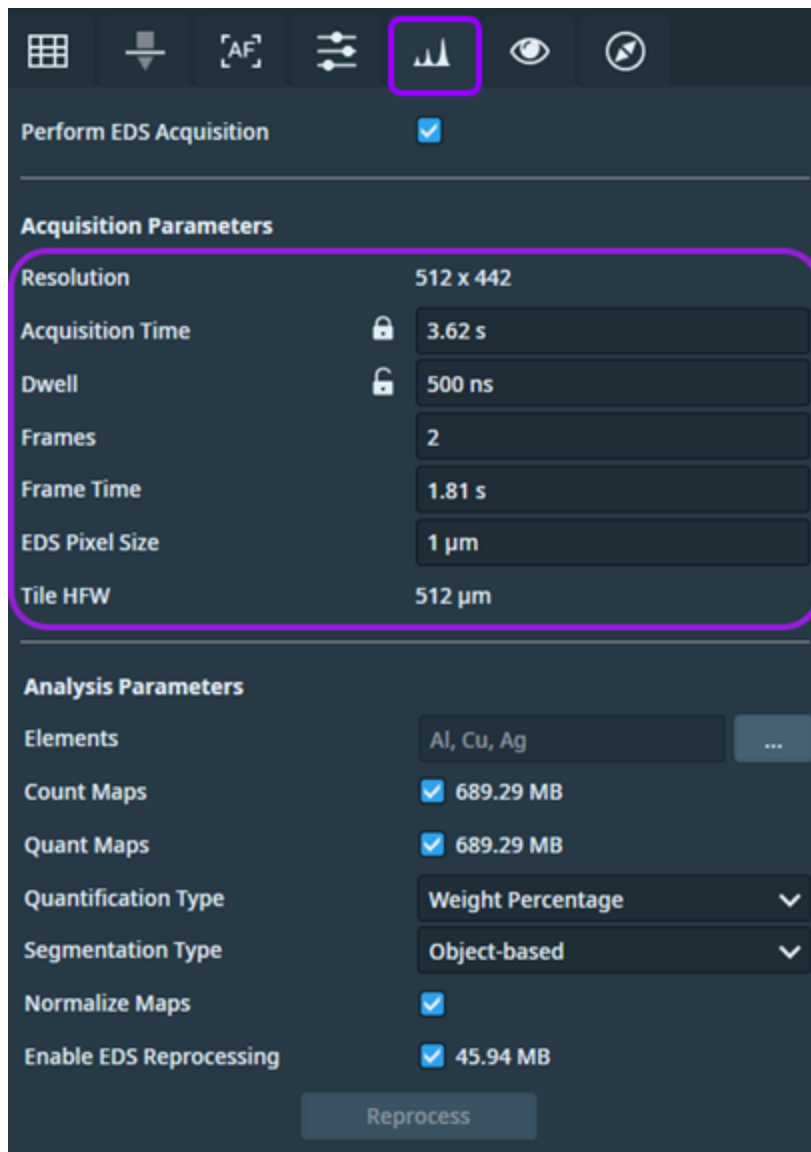 AF
Perform EDS Acquisition
Acquisition Parameters
Resolution 512 x 442
Acquisition Time 3.62 s
Dwell 500 ns
Frames 2
Frame Time 1.81 s
EDS Pixel Size 1 µm
Tile HFW 512 µm
Analysis Parameters
Elements Al, Cu, Ag ...
Count Maps 689.29 MB
Quant Maps 689.29 MB
Quantification Type Weight Percentage
Segmentation Type Object-based
Normalize Maps
Enable EDS Reprocessing 45.94 MB
Reprocess